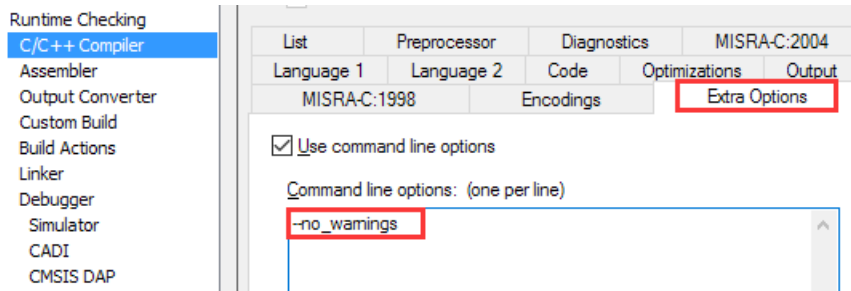 Runtime Checking
C/C++ Compiler
Assembler
Output Converter
Custom Build
Build Actions
Linker
Debugger
Simulator
CADI
CMSIS DAP
List Preprocessor Diagnostics MISRA-C:2004
Language 1 Language 2 Code Optimizations Output
MISRA-C:1998 Encodings Extra Options
Use command line options
Command line options: (one per line)
--no_warnings